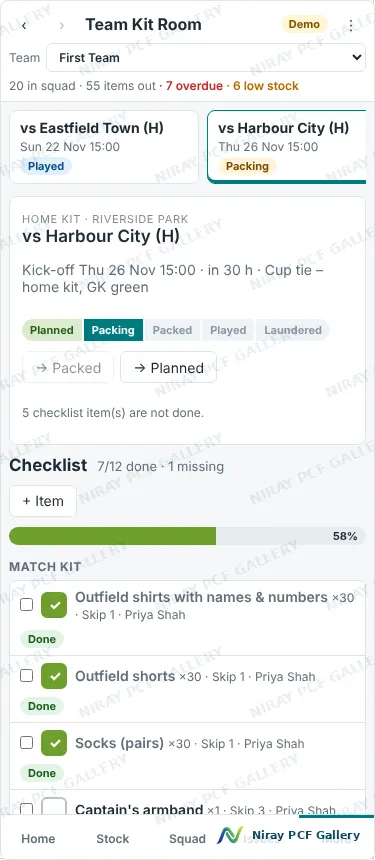 Team Kit Room
Demo
Team
First Team
20 in squad · 55 items out · 7 overdue · 6 low stock
vs Eastfield Town (H)
Sun 22 Nov 15:00
Played
vs Harbour City (H)
Thu 26 Nov 15:00
Packing
HOME KIT · RIVERSIDE PARK
vs Harbour City (H)
Kick-off Thu 26 Nov 15:00 · in 30 h · Cup tie –
home kit, GK green
Planned
Packing
Packed
Played
Laundered
→ Packed
→ Planned
5 checklist item(s) are not done.
Checklist
7/12 done · 1 missing
+ Item
58%
MATCH KIT
Outfield shirts with names & numbers ×30
· Skip 1 · Priya Shah
Done
Outfield shorts ×30 · Skip 1 · Priya Shah
Done
Socks (pairs) ×30 · Skip 1 · Priya Shah
Done
Captain's armband ×1 · Skip 3 · Priya Shah
Home
Stock
Squad
Niray PCF Gallery
NIRAY PCF GALLERY